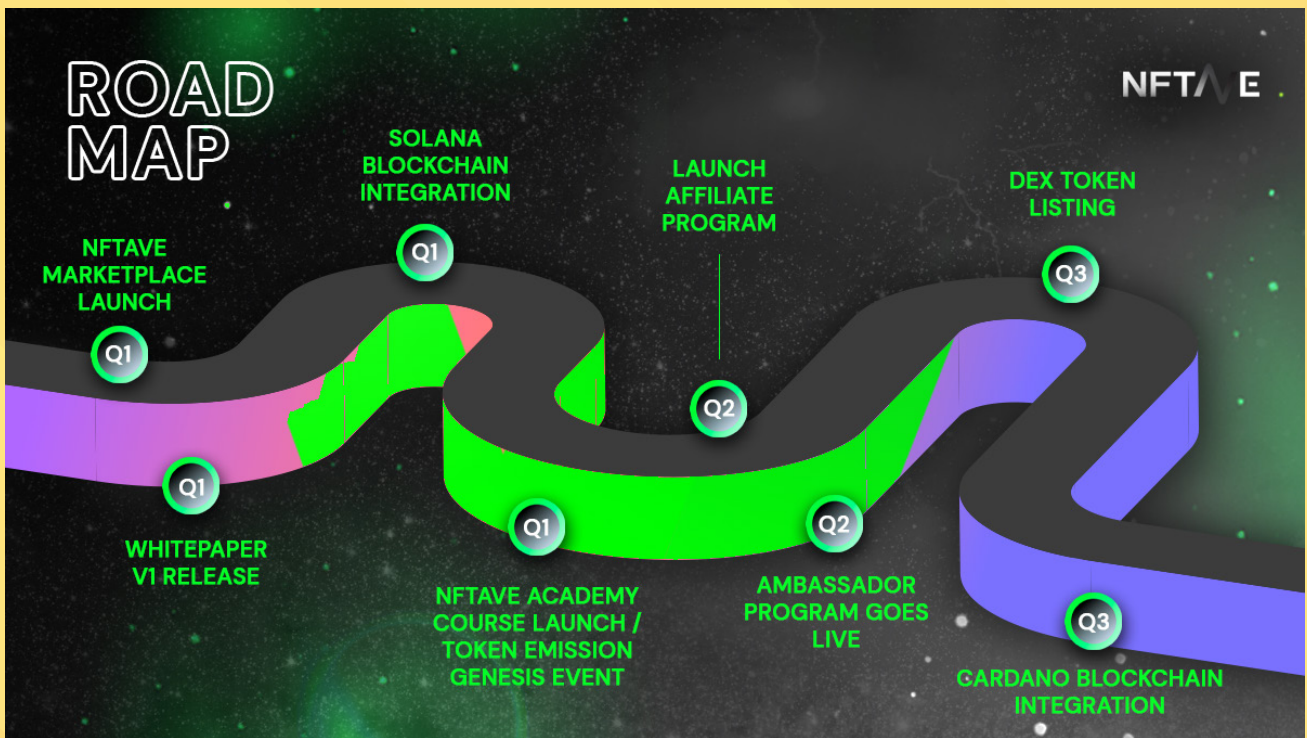 ROAD
MAP
NFTAVE
SOLANA
BLOCKCHAIN
INTEGRATION
Q1
LAUNCH
AFFILIATE
PROGRAM
Q2
DEX TOKEN
LISTING
Q3
NFTAVE
MARKETPLACE
LAUNCH
Q1
Q1
WHITEPAPER
V1 RELEASE
Q1
NFTAVE ACADEMY
COURSE LAUNCH /
TOKEN EMISSION
GENESIS EVENT
Q2
AMBASSADOR
PROGRAM GOES
LIVE
Q3
CARDANO BLOCKCHAIN
INTEGRATION